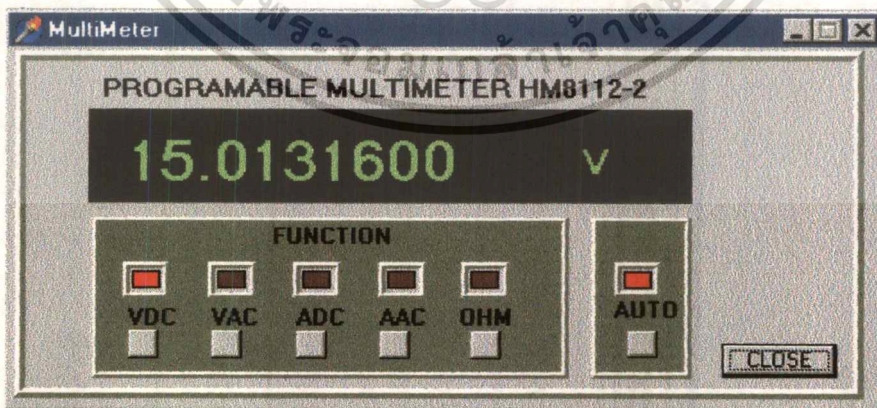 MultiMeter
PROGRAMABLE MULTIMETER HM8112-2
15.0131600 V
FUNCTION
VDC VAC ADC AAC OHM AUTO
CLOSE